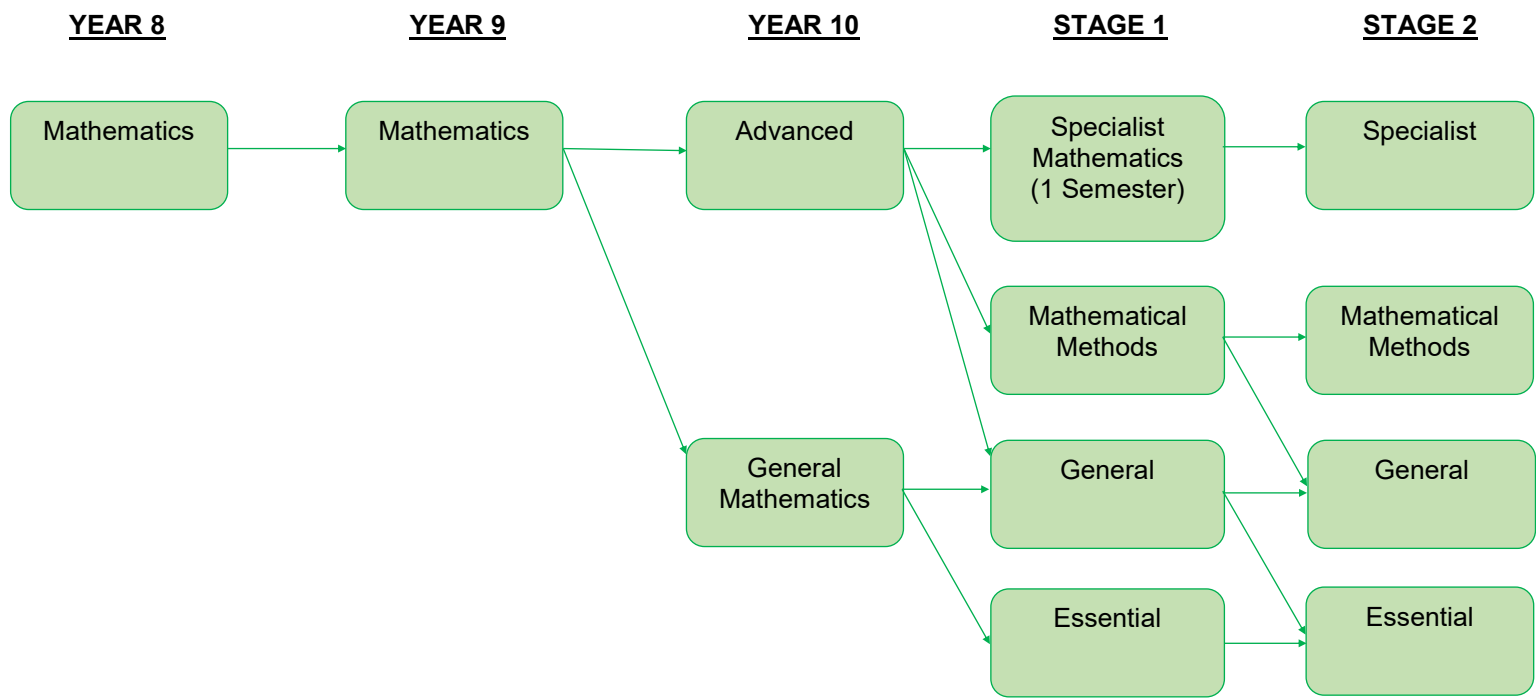 YEAR 8
YEAR 9
YEAR 10
STAGE 1
STAGE 2
Mathematics
Mathematics
Advanced
Specialist
Mathematics
(1 Semester)
Specialist
Mathematical
Methods
Mathematical
Methods
General
Mathematics
General
General
Essential
Essential